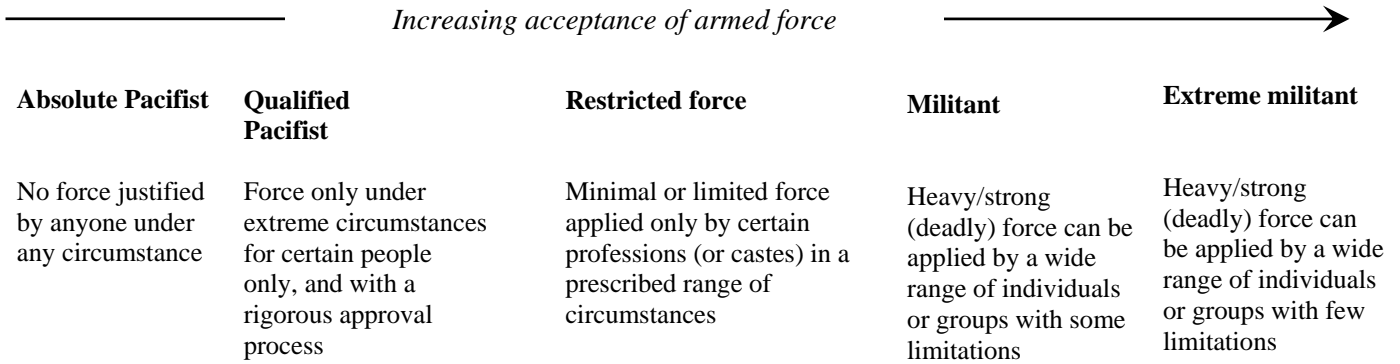 Increasing acceptance of armed force
Absolute Pacifist
No force justified
by anyone under
any circumstance
Qualified
Pacifist
Force only under
extreme circumstances
for certain people
only, and with a
rigorous approval
process
Restricted force
Minimal or limited force
applied only by certain
professions (or castes) in a
prescribed range of
circumstances
Militant
Heavy/strong
(deadly) force can be
applied by a wide
range of individuals
or groups with some
limitations
Extreme militant
Heavy/strong
(deadly) force can
be applied by a wide
range of individuals
or groups with few
limitations